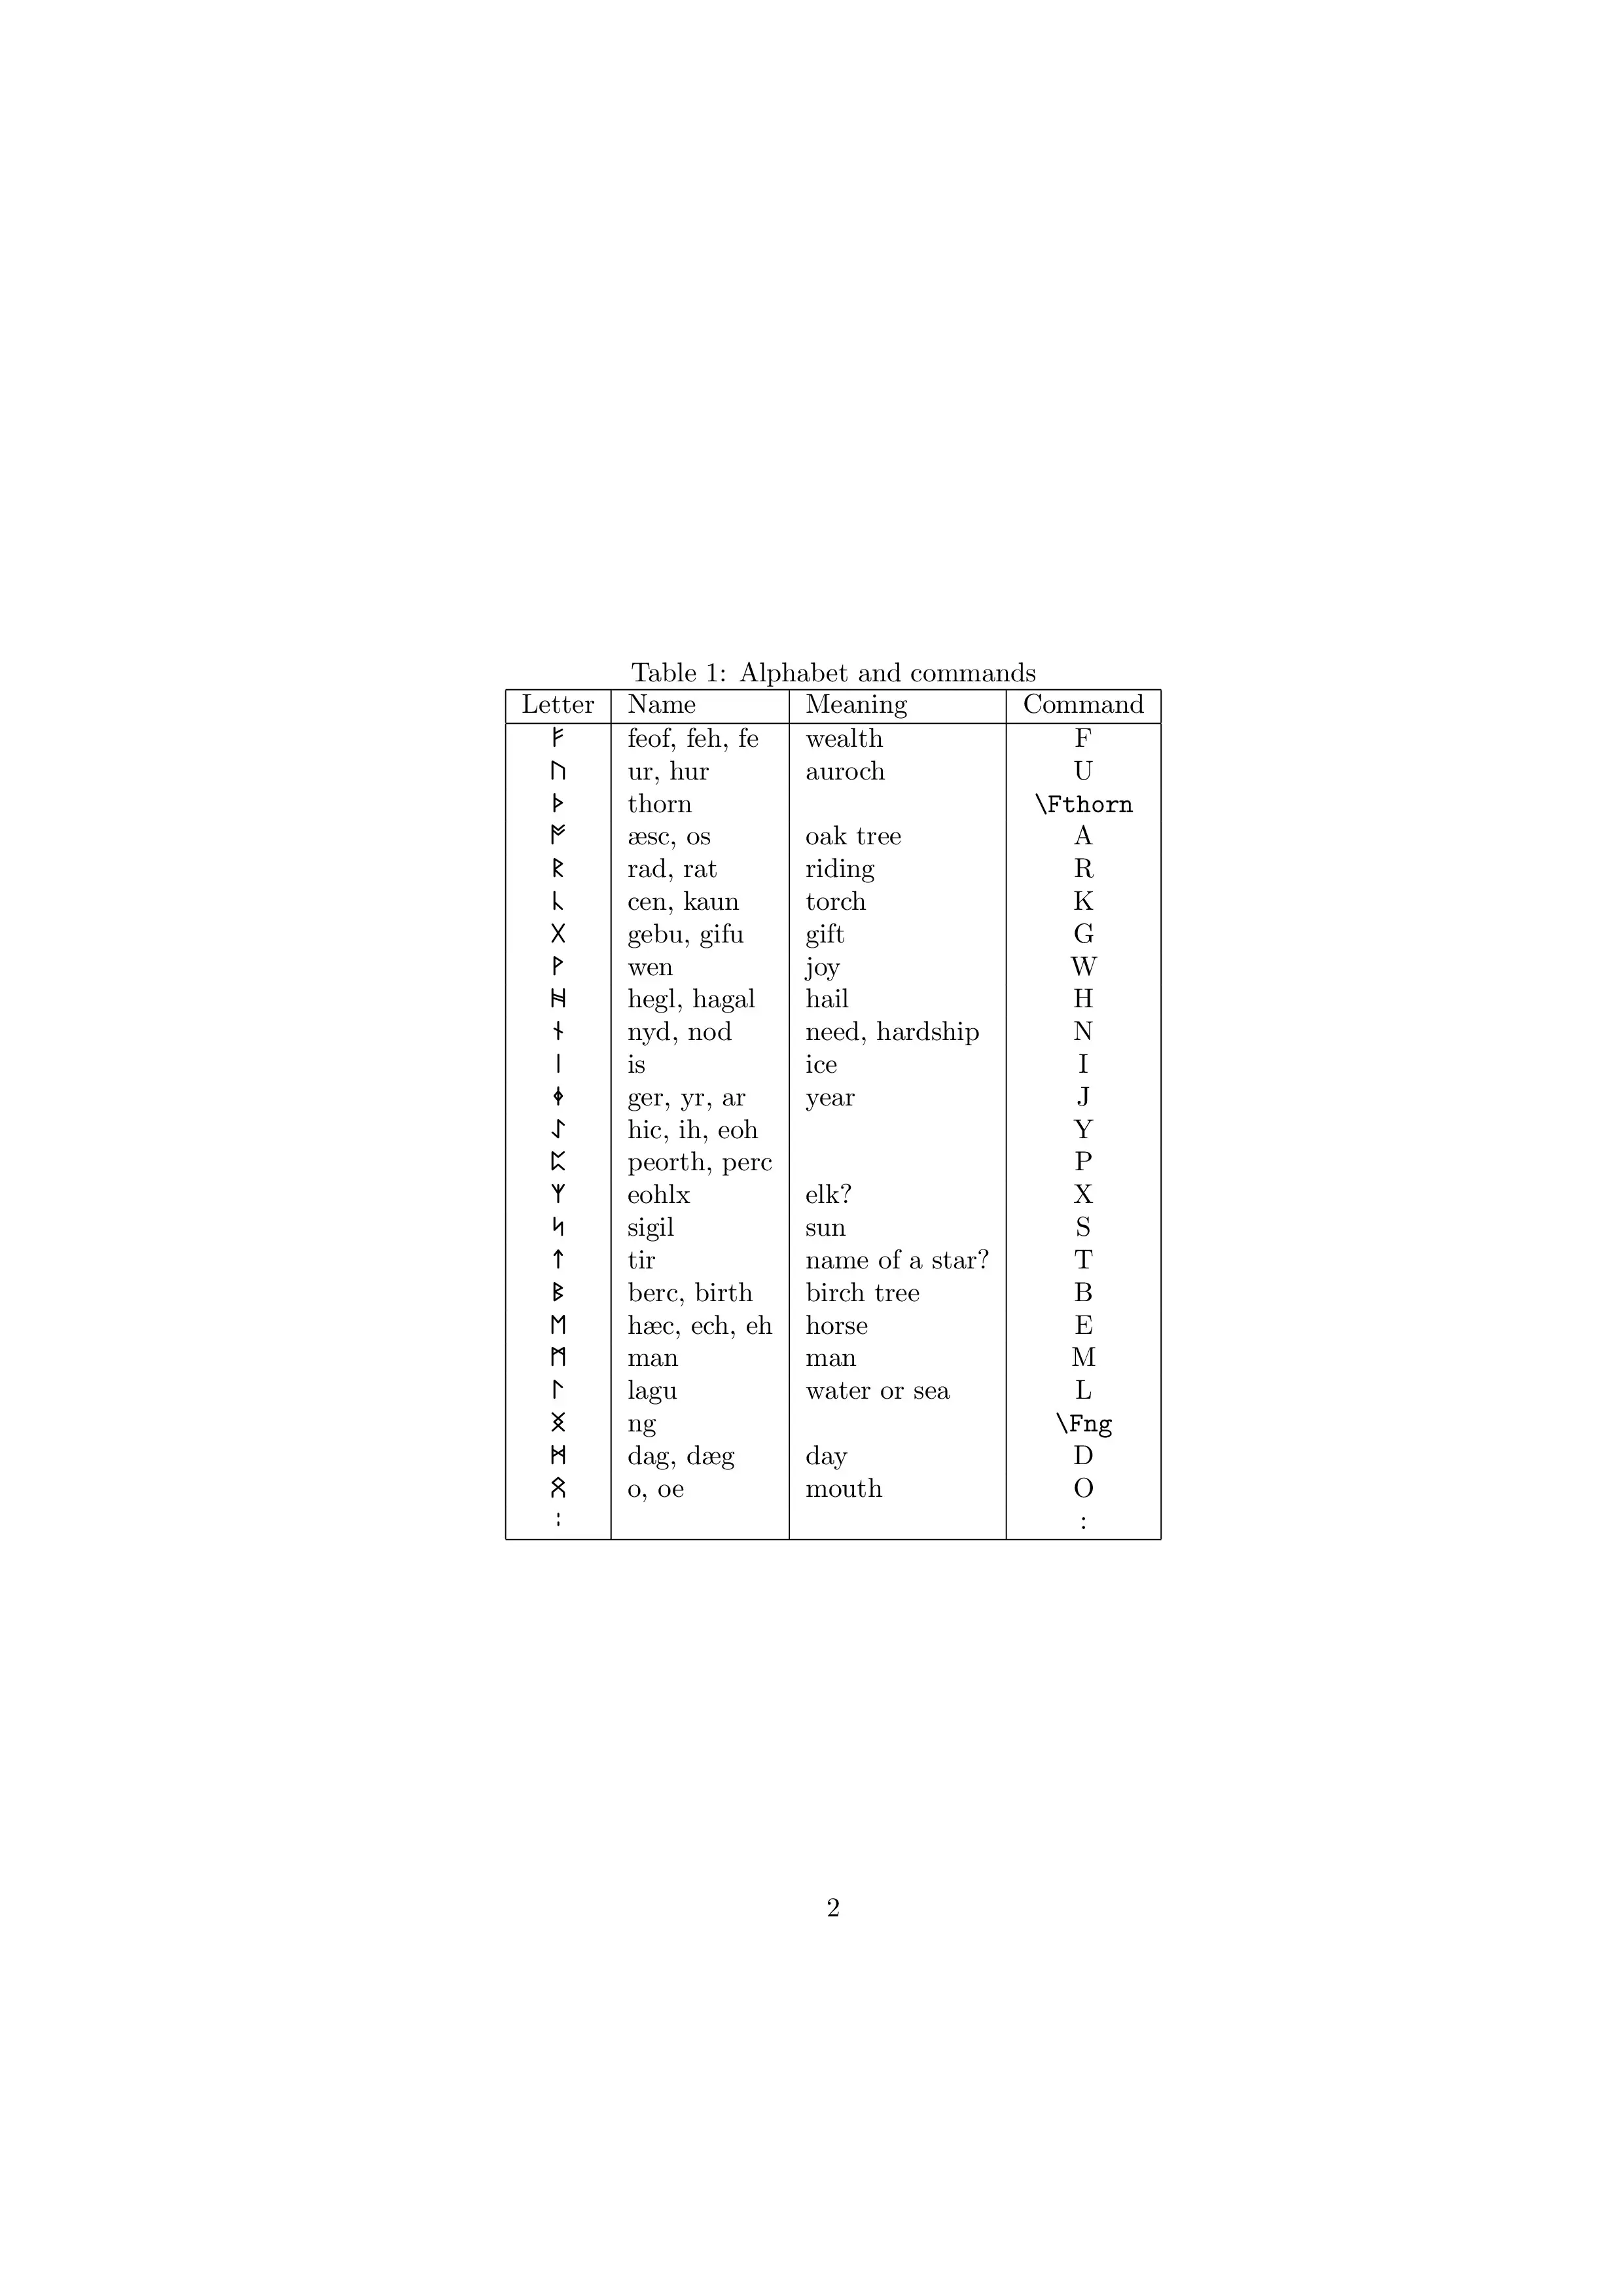 Table 1: Alphabet and commands
Letter Name Meaning Command
ᚠ feof, feh, fe wealth F
ᚢ ur, hur auroch U
ᚦ thorn \Fthorn
ᚩ æsc, os oak tree A
ᚱ rad, rat riding R
ᚳ cen, kaun torch K
ᚷ gebu, gifu gift G
ᚹ wen joy W
ᚻ hegl, hagal hail H
ᚾ nyd, nod need, hardship N
ᛁ is ice I
ᛄ ger, yr, ar year J
ᛇ hic, ih, eoh Y
ᛈ peorth, perc P
ᛉ eohlx elk? X
ᛋ sigil sun S
ᛏ tir name of a star? T
ᛒ berc, birth birch tree B
ᛖ hæc, ech, eh horse E
ᛗ man man M
ᛚ lagu water or sea L
ᛝ ng \Fng
ᛞ dag, dæg day D
ᛟ o, oe mouth O
: :
2